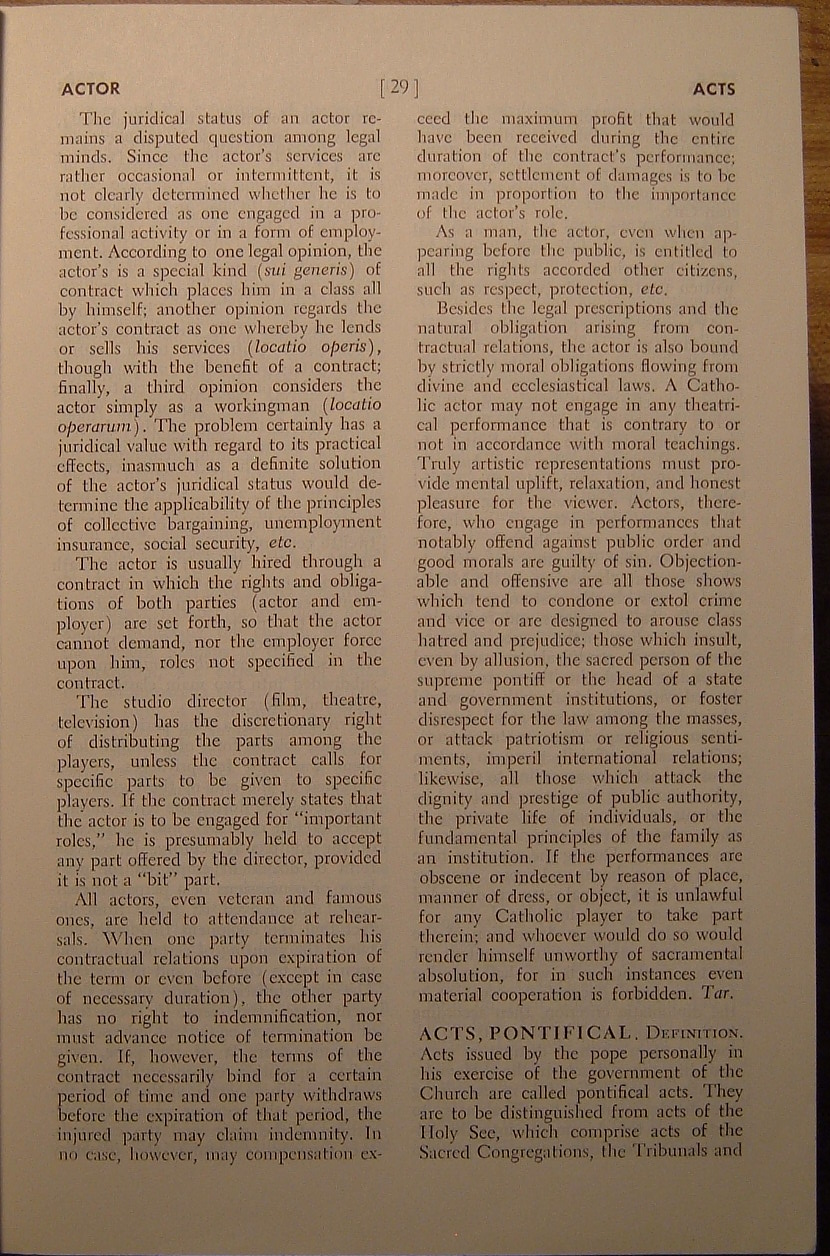 ACTOR [ 29 ] ACTS
The juridical status of an actor re-
mains a disputed question among legal
minds. Since the actor's services are
rather occasional or intermittent, it is
not clearly determined whether he is to
be considered as one engaged in a pro-
fessional activity or in a form of employ-
ment. According to one legal opinion, the
actor's is a special kind (sui generis) of
contract which places him in a class all
by himself; another opinion regards the
actor's contract as one whereby he lends
or sells his services (locatio operis),
though with the benefit of a contract;
finally, a third opinion considers the
actor simply as a workingman (locatio
operarum). The problem certainly has a
juridical value with regard to its practical
effects, inasmuch as a definite solution
of the actor's juridical status would de-
termine the applicability of the principles
of collective bargaining, unemployment
insurance, social security, etc.
The actor is usually hired through a
contract in which the rights and obliga-
tions of both parties (actor and em-
ployer) are set forth, so that the actor
cannot demand, nor the employer force
upon him, roles not specified in the
contract.
The studio director (film, theatre,
television) has the discretionary right
of distributing the parts among the
players, unless the contract calls for
specific parts to be given to specific
players. If the contract merely states that
the actor is to be engaged for "important
roles," he is presumably held to accept
any part offered by the director, provided
it is not a "bit" part.
All actors, even veteran and famous
ones, are held to attendance at rehear-
sals. When one party terminates his
contractual relations upon expiration of
the term or even before (except in case
of necessary duration), the other party
has no right to indemnification, nor
must advance notice of termination be
given. If, however, the terms of the
contract necessarily bind for a certain
period of time and one party withdraws
before the expiration of that period, the
injured party may claim indemnity. In
no case, however, may compensation ex-
ceed the maximum profit that would
have been received during the entire
duration of the contract's performance;
moreover, settlement of damages is to be
made in proportion to the importance
of the actor's role.
As a man, the actor, even when ap-
pearing before the public, is entitled to
all the rights accorded other citizens,
such as respect, protection, etc.
Besides the legal prescriptions and the
natural obligation arising from con-
tractual relations, the actor is also bound
by strictly moral obligations flowing from
divine and ecclesiastical laws. A Catho-
lic actor may not engage in any theatri-
cal performance that is contrary to or
not in accordance with moral teachings.
Truly artistic representations must pro-
vide mental uplift, relaxation, and honest
pleasure for the viewer. Actors, there-
fore, who engage in performances that
notably offend against public order and
good morals are guilty of sin. Objection-
able and offensive are all those shows
which tend to condone or extol crime
and vice or are designed to arouse class
hatred and prejudice; those which insult,
even by allusion, the sacred person of the
supreme pontiff or the head of a state
and government institutions, or foster
disrespect for the law among the masses,
or attack patriotism or religious senti-
ments, imperil international relations;
likewise, all those which attack the
dignity and prestige of public authority,
the private life of individuals, or the
fundamental principles of the family as
an institution. If the performances are
obscene or indecent by reason of place,
manner of dress, or object, it is unlawful
for any Catholic player to take part
therein; and whoever would do so would
render himself unworthy of sacramental
absolution, for in such instances even
material cooperation is forbidden. Tar.
ACTS, PONTIFICAL. DEFINITION.
Acts issued by the pope personally in
his exercise of the government of the
Church are called pontifical acts. They
are to be distinguished from acts of the
Holy See, which comprise acts of the
Sacred Congregations, the Tribunals and